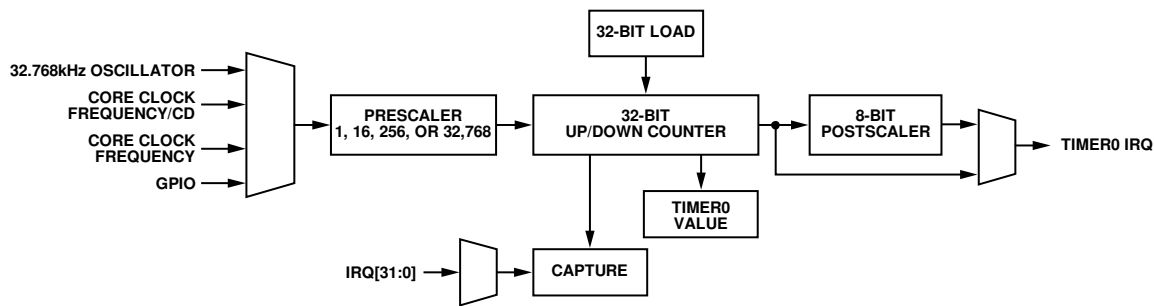 32-BIT LOAD
32.768kHz OSCILLATOR
CORE CLOCK
FREQUENCY/CD
CORE CLOCK
FREQUENCY
GPIO
PRESCALER
1, 16, 256, OR 32,768
32-BIT
UP/DOWN COUNTER
8-BIT
POSTSCALER
TIMER0 IRQ
TIMER0
VALUE
IRQ[31:0]
CAPTURE